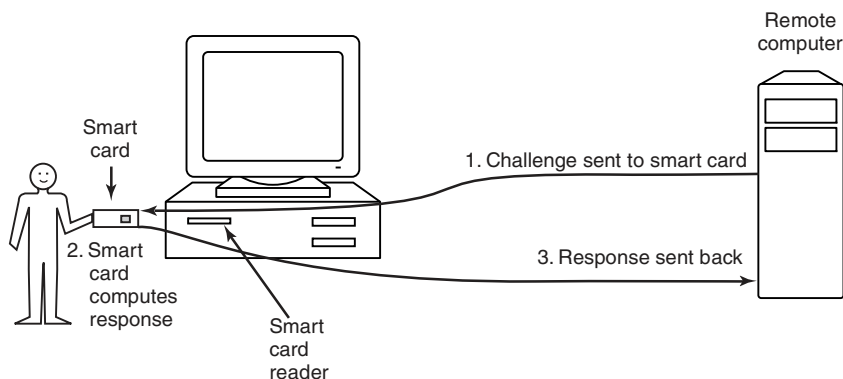 Remote
computer
Smart
card
1. Challenge sent to smart card
2. Smart
card
computes
response
3. Response sent back
Smart
card
reader